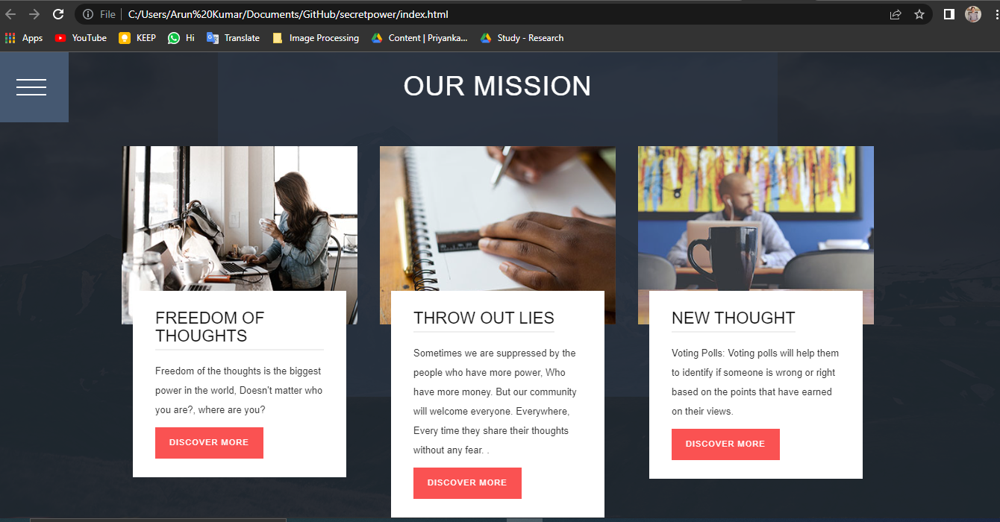 File C:/Users/Arun%20Kumar/Documents/GitHub/secretpower/index.html
Apps YouTube KEEP Hi Translate Image Processing Content | Priyanka... Study - Research
OUR MISSION
FREEDOM OF
THOUGHTS
Freedom of the thoughts is the biggest
power in the world, Doesn't matter who
you are?, where are you?
DISCOVER MORE
THROW OUT LIES
Sometimes we are suppressed by the
people who have more power, Who
have more money. But our community
will welcome everyone. Everywhere,
Every time they share their thoughts
without any fear. .
DISCOVER MORE
NEW THOUGHT
Voting Polls: Voting polls will help them
to identify if someone is wrong or right
based on the points that have earned
on their views.
DISCOVER MORE